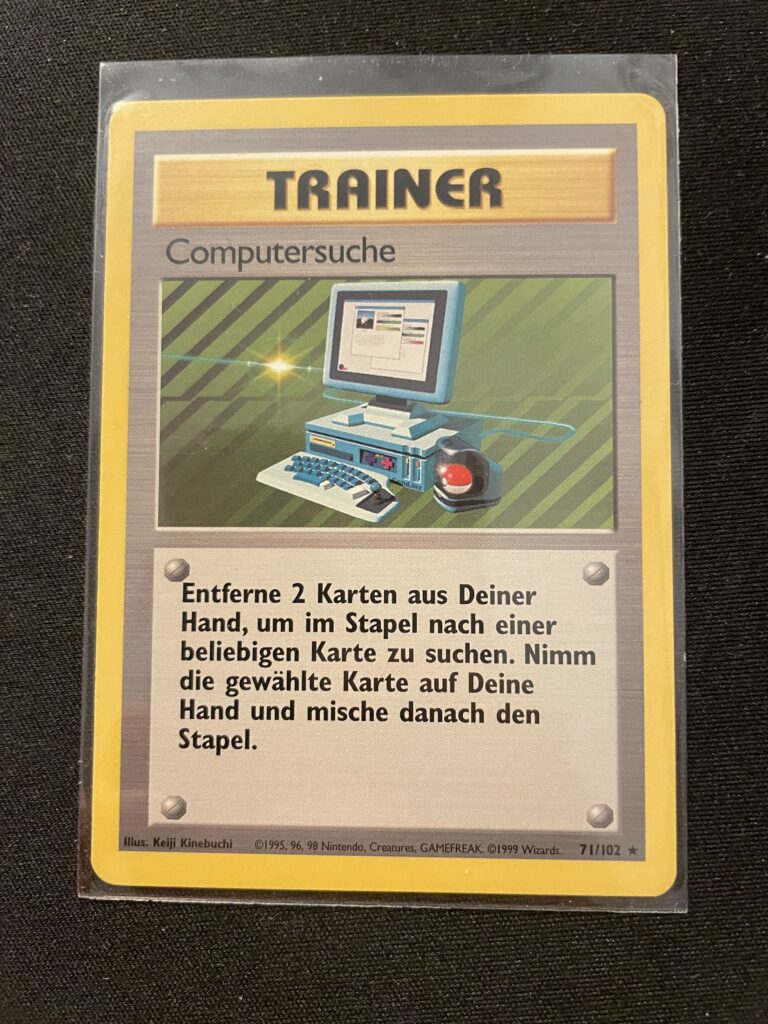 TRAINER
Computersuche
Entferne 2 Karten aus Deiner
Hand, um im Stapel nach einer
beliebigen Karte zu suchen. Nimm
die gewählte Karte auf Deine
Hand und mische danach den
Stapel.
Illus. Keiji Kinebuchi ©1995, 96, 98 Nintendo, Creatures, GAMEFREAK. ©1999 Wizards. 71/102 ★